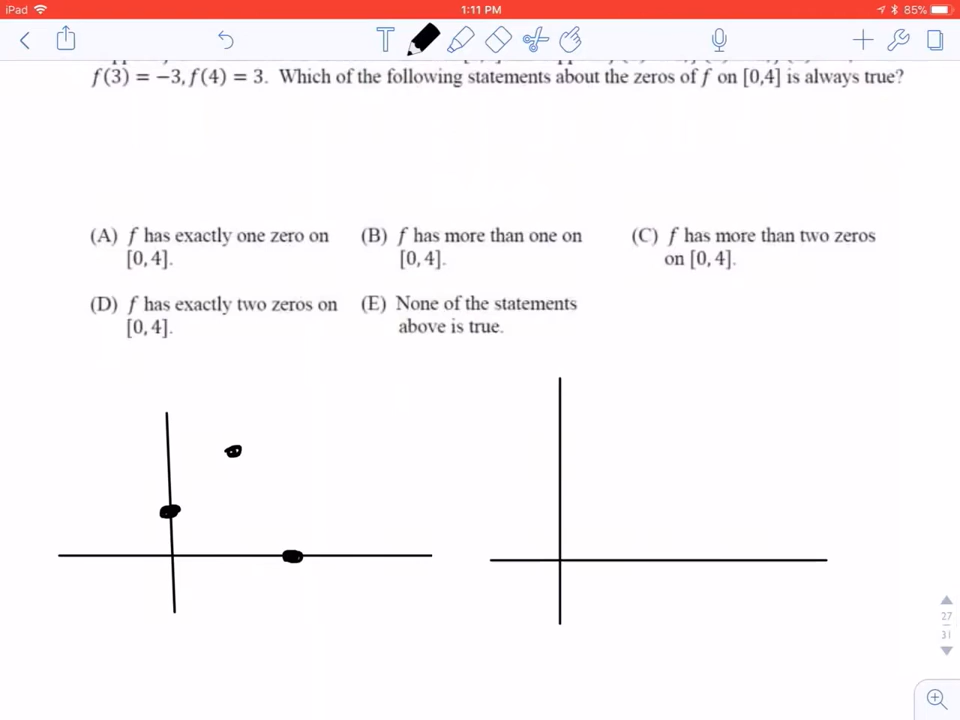 iPad
1:11 PM
85%
f(3) = −3, f(4) = 3. Which of the following statements about the zeros of f on [0,4] is always true?
(A) f has exactly one zero on [0, 4].
(B) f has more than one on [0, 4].
(C) f has more than two zeros on [0, 4].
(D) f has exactly two zeros on [0, 4].
(E) None of the statements above is true.
27
31